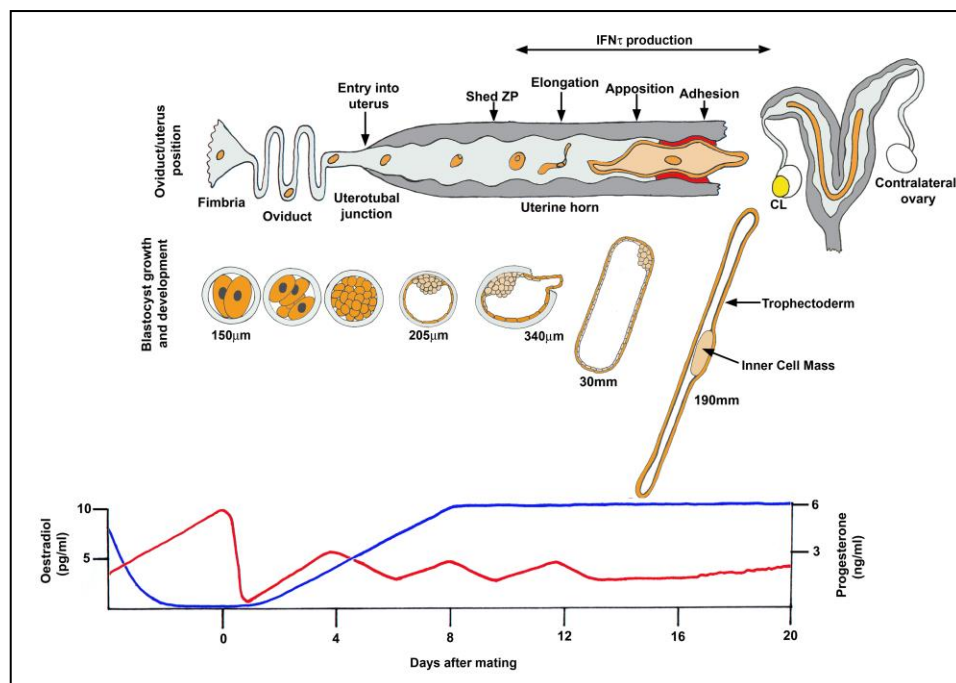 IFNτ production
Entry into
uterus
Shed ZP
Elongation
Apposition
Adhesion
Oviduct/uterus
position
Fimbria
Oviduct
Uterotubal
junction
Uterine horn
CL
Contralateral
ovary
Blastocyst growth
and development
150µm
205µm
340µm
30mm
190mm
Trophectoderm
Inner Cell Mass
Oestradiol
(pg/ml)
10
5
6
3
Progesterone
(ng/ml)
0
4
8
12
16
20
Days after mating